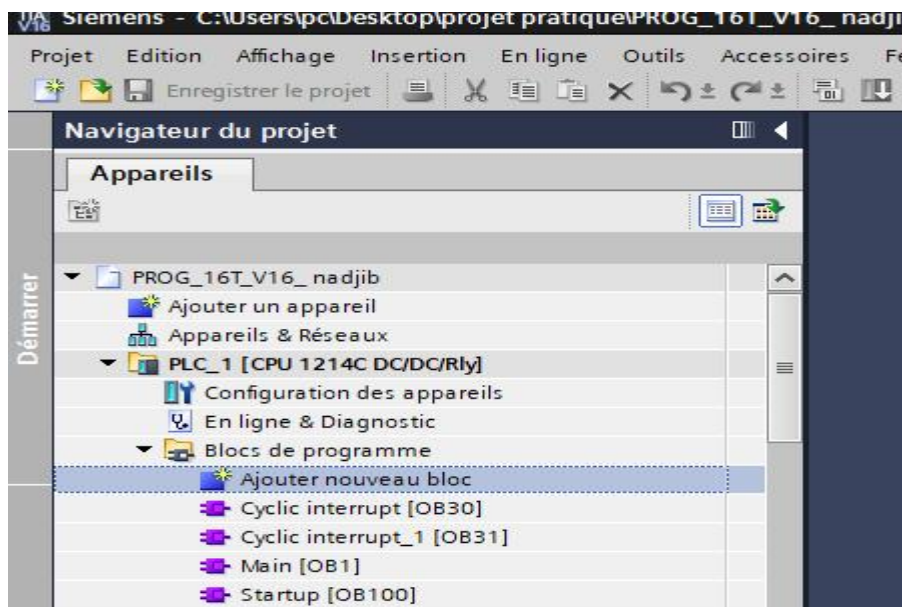 Siemens - C:\Users\pc\Desktop\projet pratique\PROG_16T_V16_ nadji
Projet Edition Affichage Insertion En ligne Outils Accessoires Fe
Enregistrer le projet
Navigateur du projet
Appareils
Démarrer
PROG_16T_V16_ nadjib
Ajouter un appareil
Appareils & Réseaux
PLC_1 [CPU 1214C DC/DC/Rly]
Configuration des appareils
En ligne & Diagnostic
Blocs de programme
Ajouter nouveau bloc
Cyclic interrupt [OB30]
Cyclic interrupt_1 [OB31]
Main [OB1]
Startup [OB100]